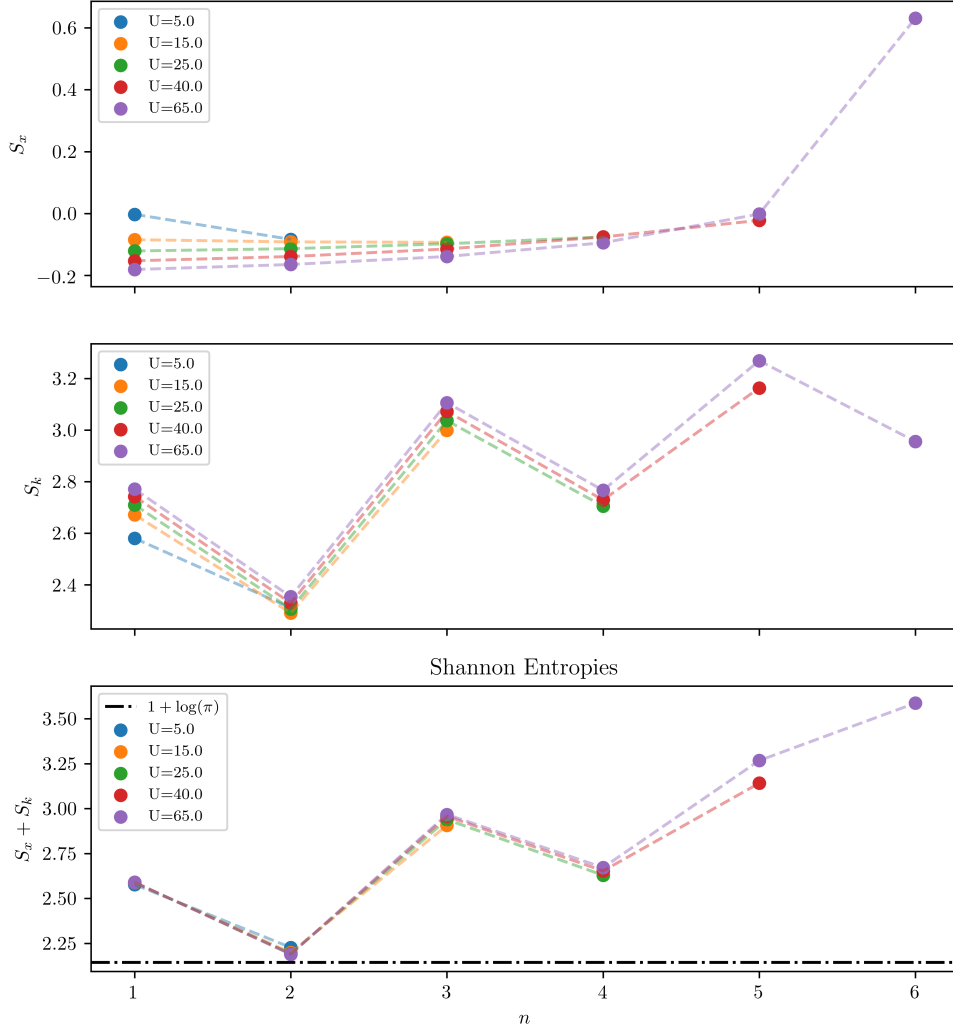 0.6
0.4
0.2
0.0
−0.2
S_x
U=5.0
U=15.0
U=25.0
U=40.0
U=65.0
3.2
3.0
2.8
2.6
2.4
S_k
U=5.0
U=15.0
U=25.0
U=40.0
U=65.0
Shannon Entropies
3.50
3.25
3.00
2.75
2.50
2.25
S_x + S_k
1 + log(π)
U=5.0
U=15.0
U=25.0
U=40.0
U=65.0
1 2 3 4 5 6
n